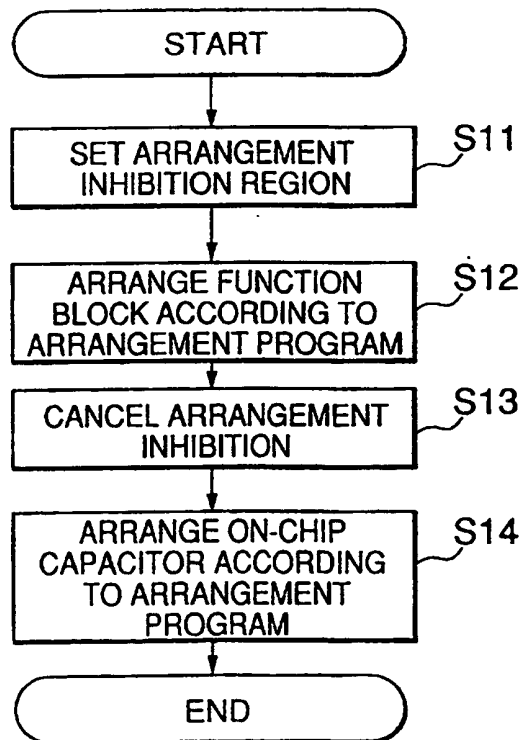 START
SET ARRANGEMENT
INHIBITION REGION
S11
ARRANGE FUNCTION
BLOCK ACCORDING TO
ARRANGEMENT PROGRAM
S12
CANCEL ARRANGEMENT
INHIBITION
S13
ARRANGE ON-CHIP
CAPACITOR ACCORDING
TO ARRANGEMENT
PROGRAM
S14
END